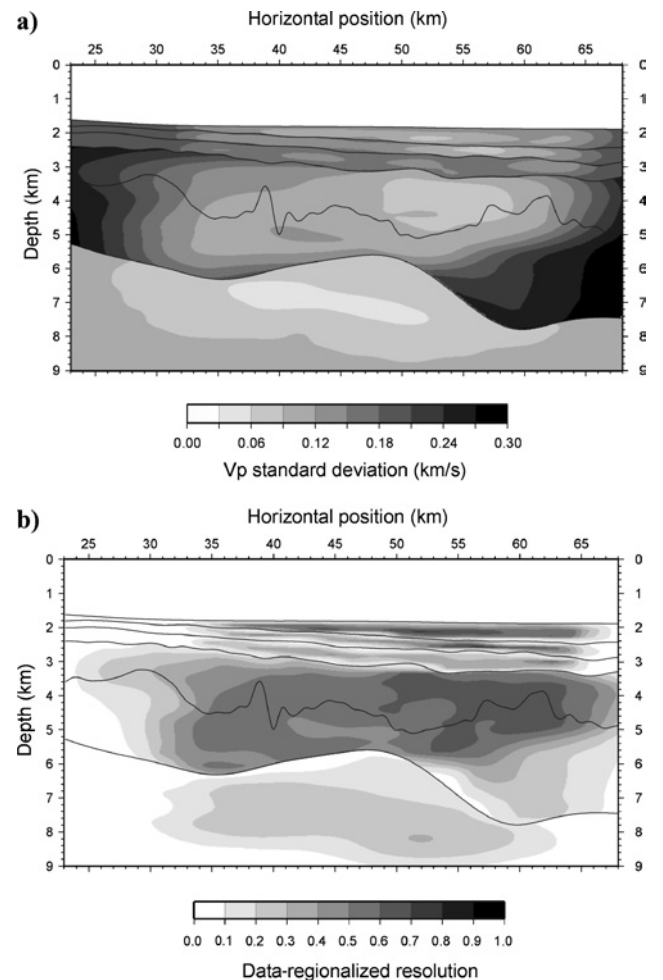 a)
Horizontal position (km)
25 30 35 40 45 50 55 60 65
0 0
1 1
2 2
3 3
4 4
5 5
6 6
7 7
8 8
9 9
Depth (km)
0.00 0.06 0.12 0.18 0.24 0.30
Vp standard deviation (km/s)
b)
Horizontal position (km)
25 30 35 40 45 50 55 60 65
0 0
1 1
2 2
3 3
4 4
5 5
6 6
7 7
8 8
9 9
Depth (km)
0.0 0.1 0.2 0.3 0.4 0.5 0.6 0.7 0.8 0.9 1.0
Data-regionalized resolution